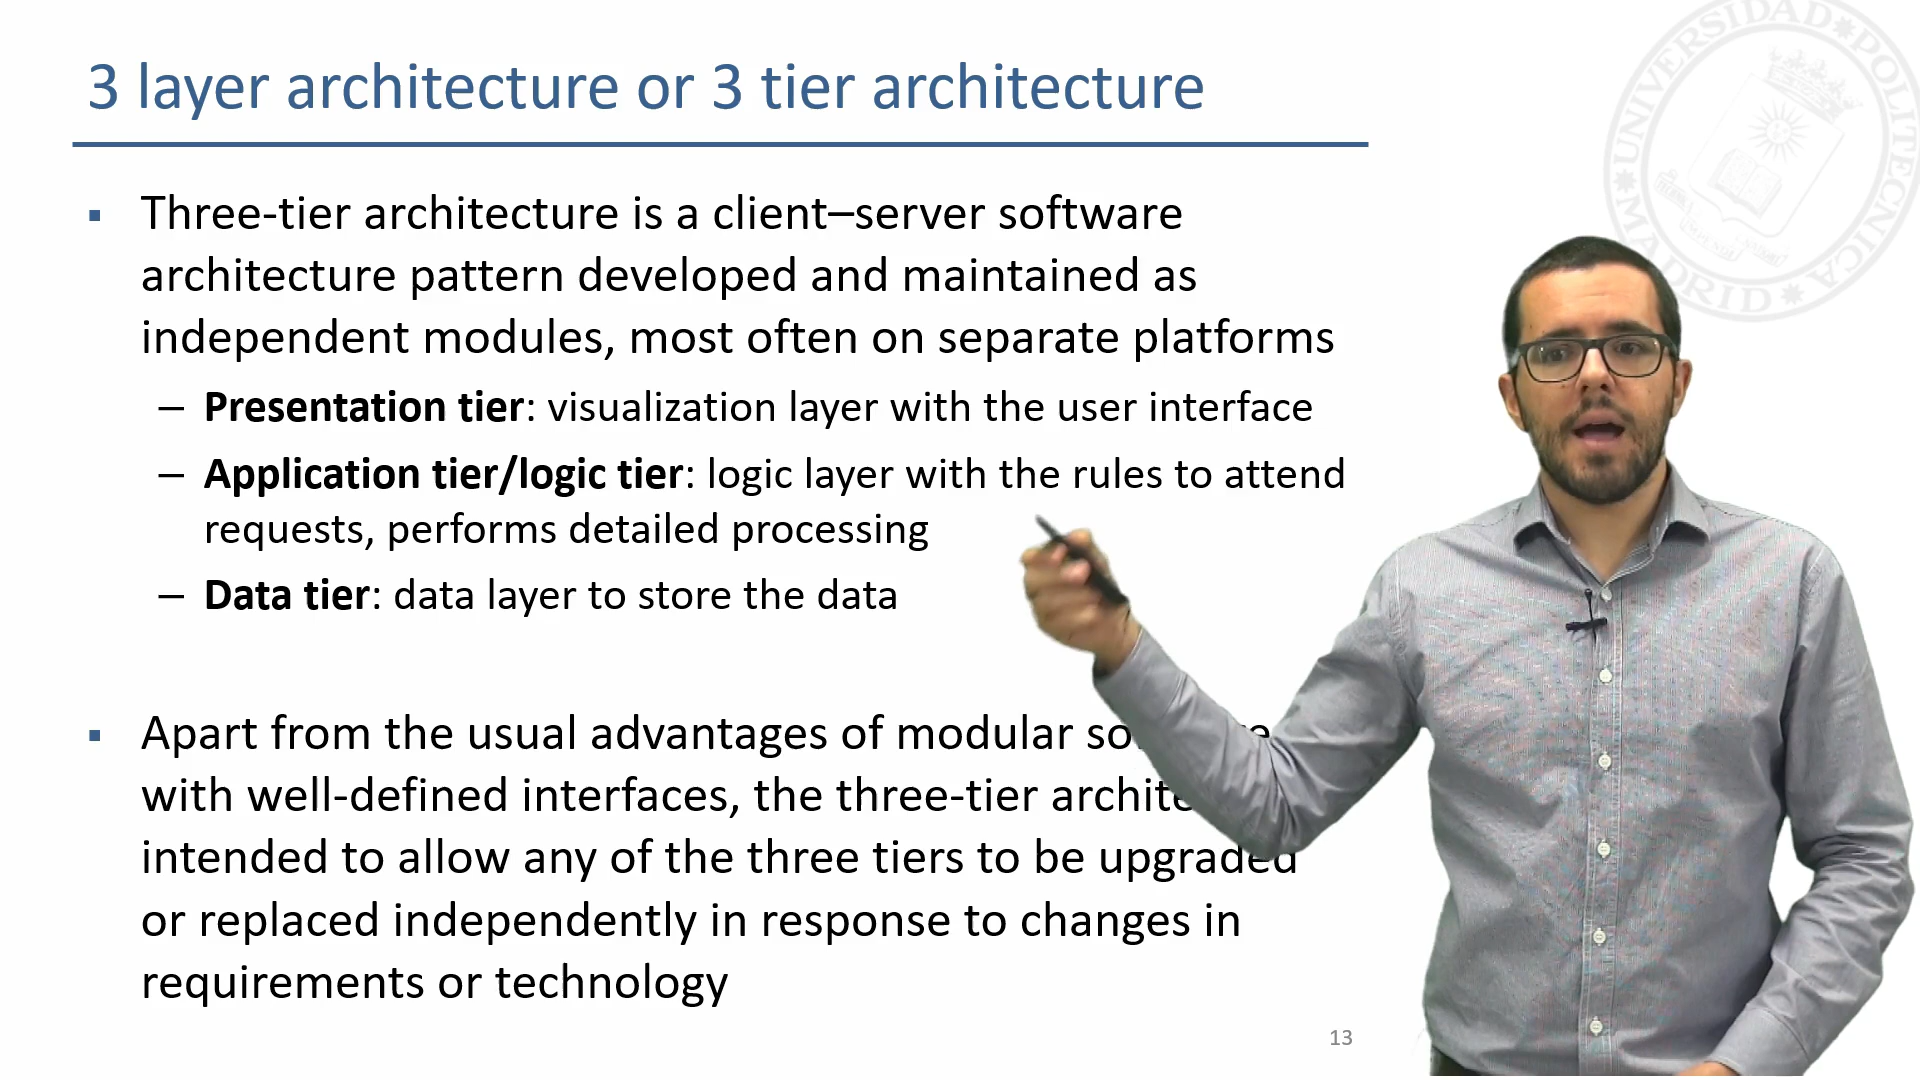 3 layer architecture or 3 tier architecture
▪ Three-tier architecture is a client–server software
architecture pattern developed and maintained as
independent modules, most often on separate platforms
– Presentation tier: visualization layer with the user interface
– Application tier/logic tier: logic layer with the rules to attend
requests, performs detailed processing
– Data tier: data layer to store the data
▪ Apart from the usual advantages of modular
with well-defined interfaces, the three-tier
intended to allow any of the three tiers to be upgraded
or replaced independently in response to changes in
requirements or technology
13
UNIVERSIDAD POLITECNICA
MADRID